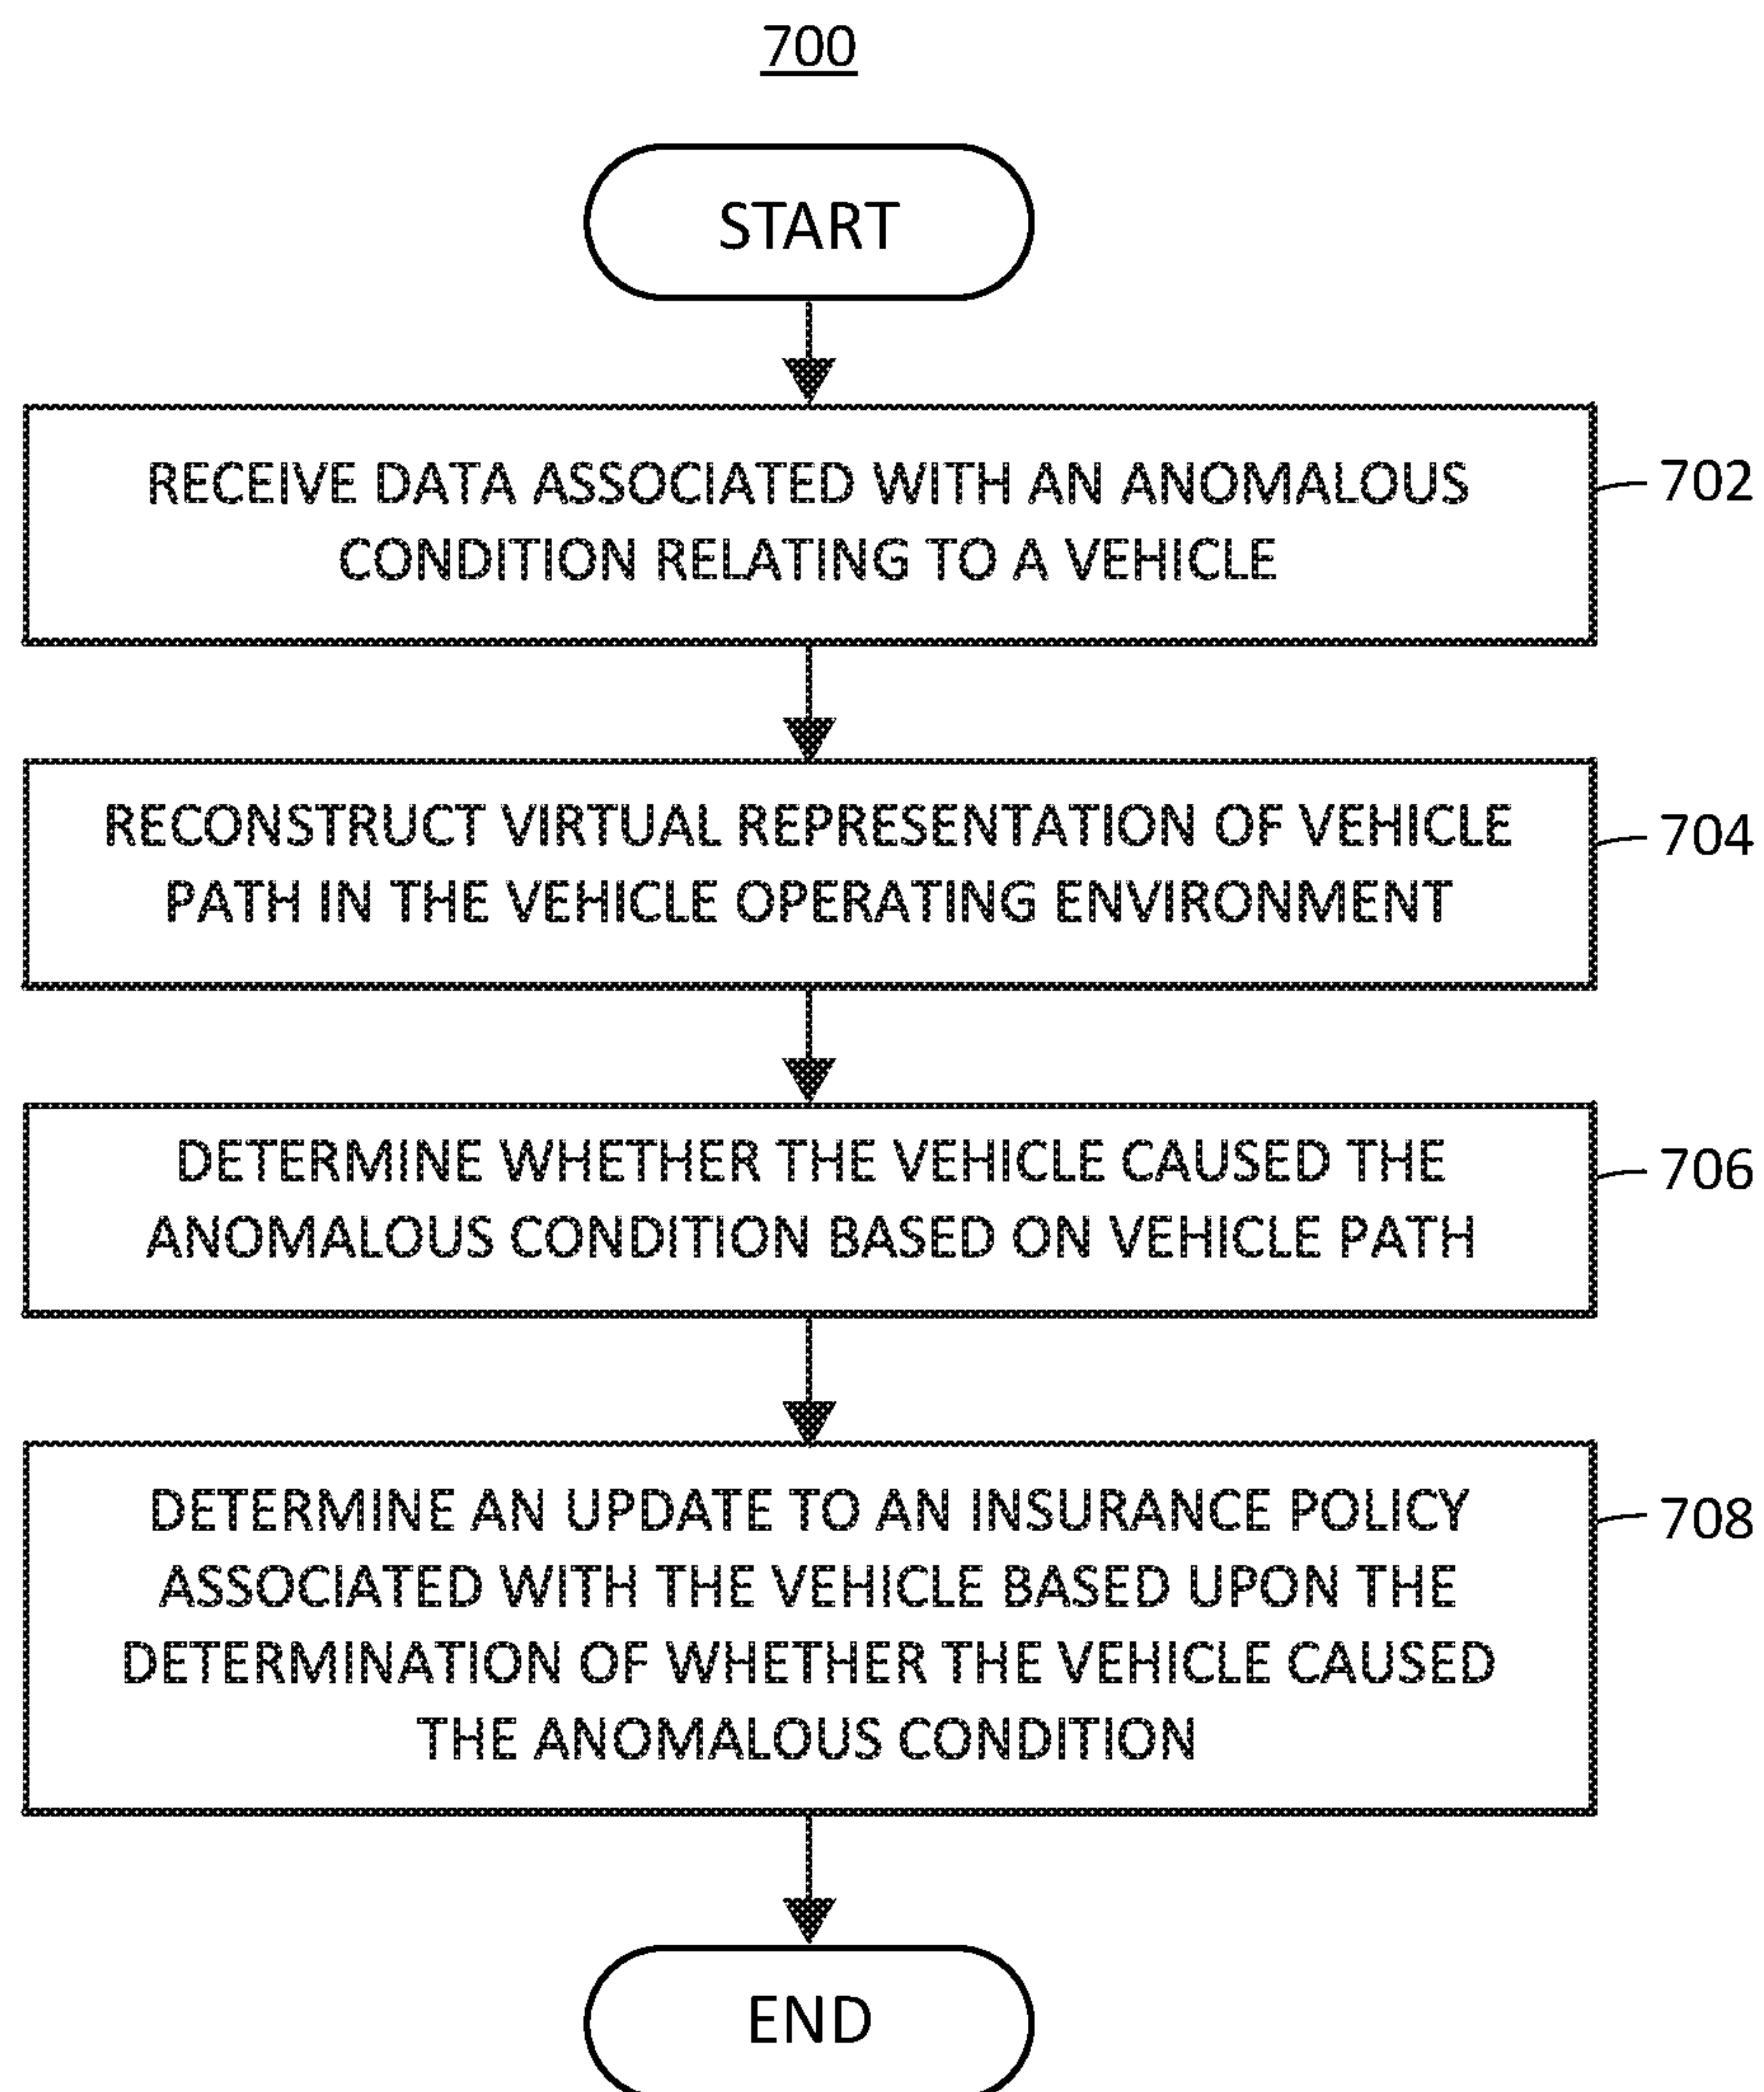 700
START
RECEIVE DATA ASSOCIATED WITH AN ANOMALOUS
CONDITION RELATING TO A VEHICLE
702
RECONSTRUCT VIRTUAL REPRESENTATION OF VEHICLE
PATH IN THE VEHICLE OPERATING ENVIRONMENT
704
DETERMINE WHETHER THE VEHICLE CAUSED THE
ANOMALOUS CONDITION BASED ON VEHICLE PATH
706
DETERMINE AN UPDATE TO AN INSURANCE POLICY
ASSOCIATED WITH THE VEHICLE BASED UPON THE
DETERMINATION OF WHETHER THE VEHICLE CAUSED
THE ANOMALOUS CONDITION
708
END